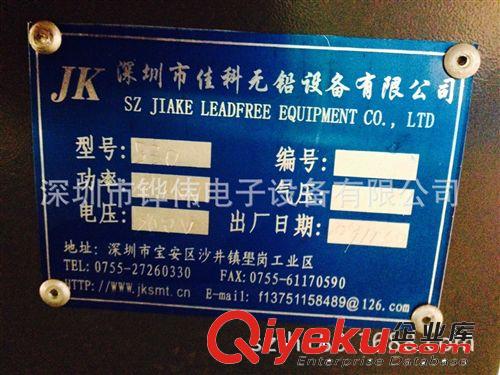 JK 深圳市佳科无铅设备有限公司
SZ JIAKE LEADFREE EQUIPMENT CO., LTD
型号: 编号:
功率: 气压:
深圳市铧伟电子设备有限公司
电压: 出厂日期:
地址: 深圳市宝安区沙井镇壆岗工业区
TEL:0755-27260330 FAX:0755-61170590
HTTP://www.jksmt.cn E-mail: f13751158489@126.com
Qiyeku.com 企业库
Enterprise Database